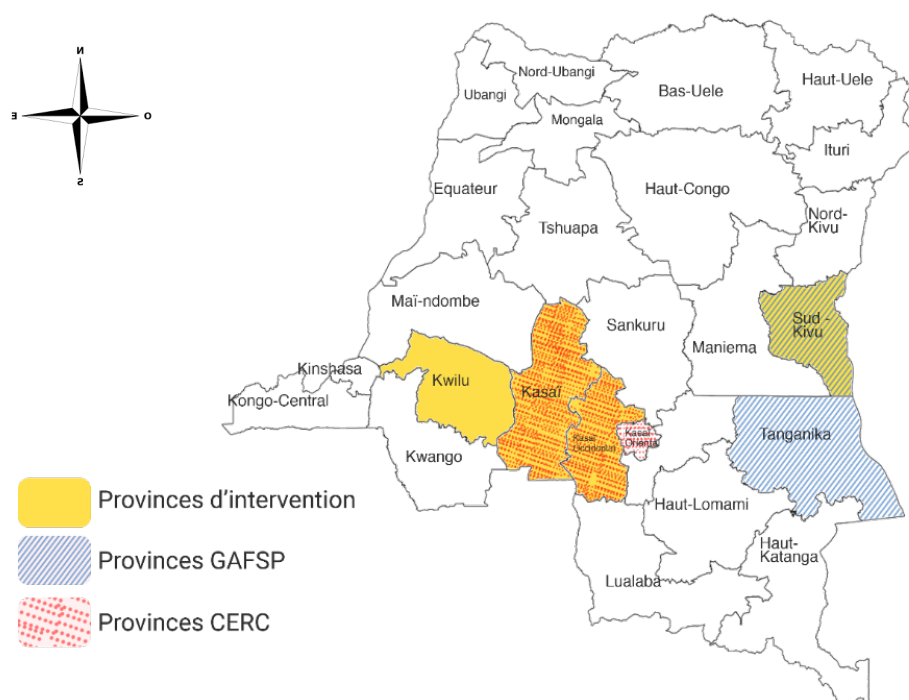 N
E
O
S
Nord-Ubangi
Ubangi
Mongala
Bas-Uele
Haut-Uele
Ituri
Equateur
Haut-Congo
Tshuapa
Nord-
Kivu
Maï-ndombe
Sankuru
Sud -
Kivu
Maniema
Kinshasa
Kwilu
Kasaï
Kongo-Central
Kasai
Occidental
Kasai
Oriental
Tanganika
Kwango
Haut-Lomami
Haut-
Katanga
Lualaba
Provinces d'intervention
Provinces GAFSP
Provinces CERC